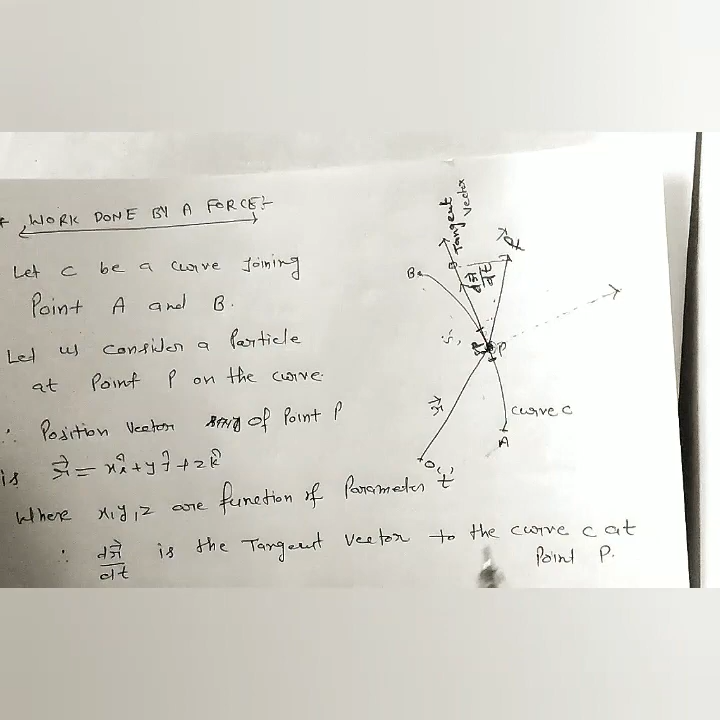 * WORK DONE BY A FORCE:-
Let C be a curve joining
Point A and B.
Let us consider a Particle
at Point P on the curve.
∴ Position Vector of Point P
is r⃗ = xî + yĵ + zk̂
Where x, y, z are function of Parameter t
∴ dr⃗/dt is the Tangent Vector to the curve C at
Point P.
Tangent
Vector
B
dr⃗/dt
P
r⃗
curve C
A
O